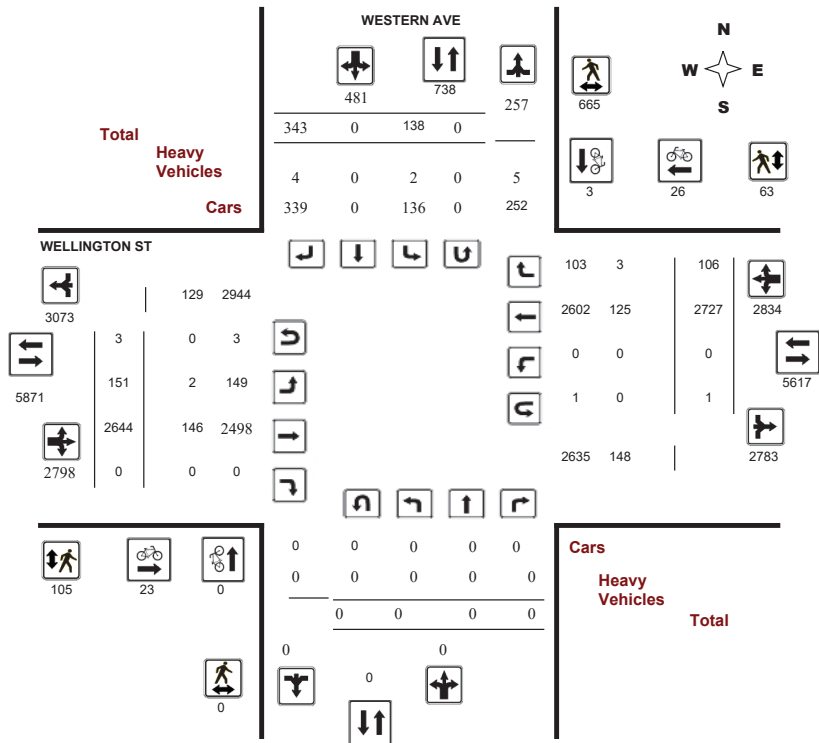 WESTERN AVE
N
W E
S
481 738 257 665
343 0 138 0
Total
Heavy
Vehicles
4 0 2 0 5
3 26 63
Cars
339 0 136 0 252
WELLINGTON ST
3073
129 2944
103 3 106
2602 125 2727 2834
3 0 3
0 0 0
5871
151 2 149
5617
1 0 1
2644 146 2498
2798
0 0 0
2635 148 2783
0 0 0 0 0
Cars
105 23 0
0 0 0 0 0
Heavy
Vehicles
0 0 0 0
Total
0 0
0
0